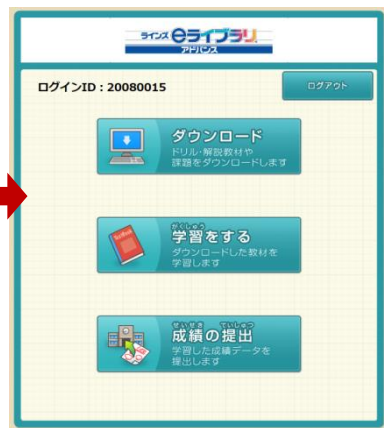 ラインズ eライブラリ
アドバンス
ログインID：20080015
ログアウト
ダウンロード
ドリル・解説教材や
課題をダウンロードします
がくしゅう
学習をする
ダウンロードした教材を
学習します
せいせき ていしゅつ
成績の提出
学習した成績データを
提出します